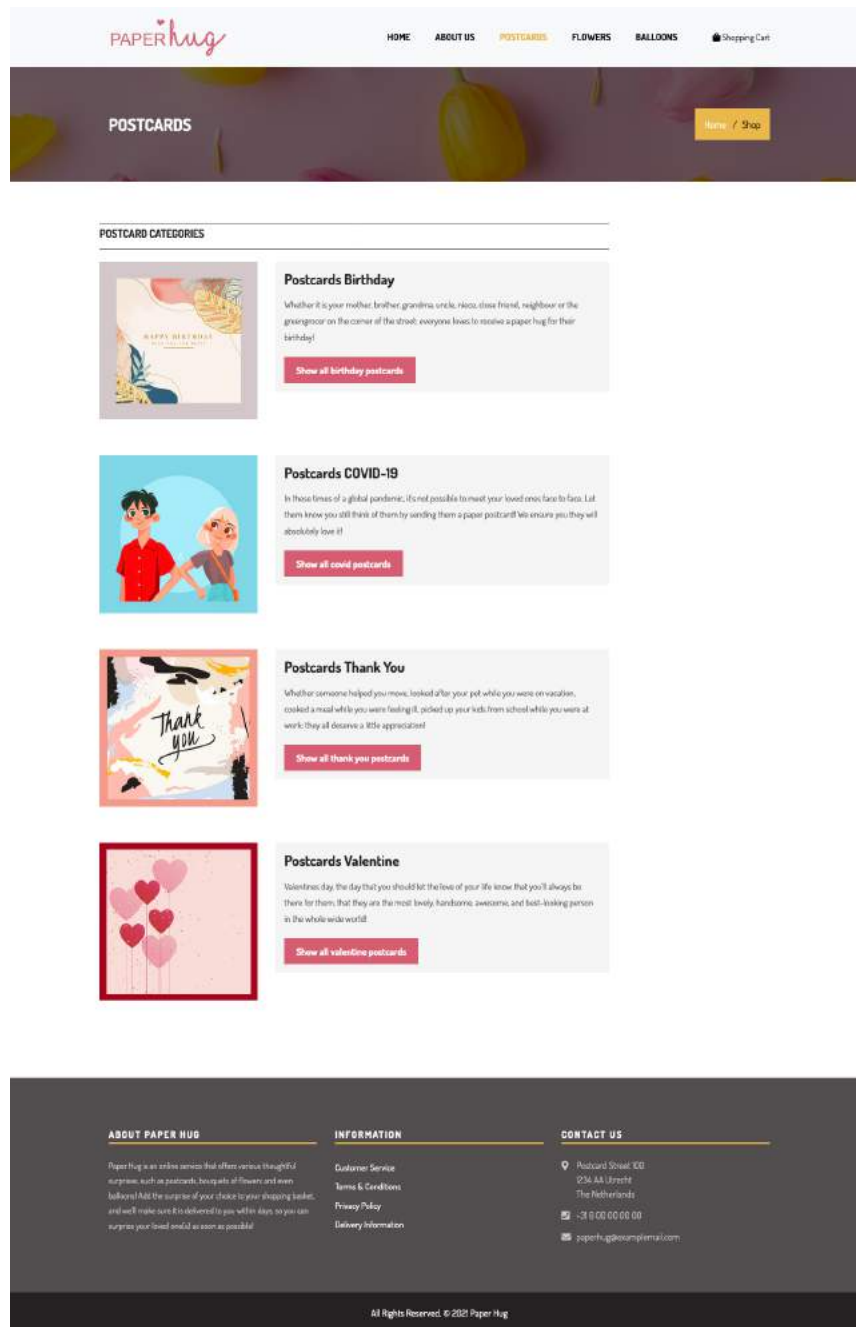 PAPER hug
HOME ABOUT US POSTCARDS FLOWERS BALLOONS Shopping Cart
POSTCARDS
Home / Shop
POSTCARD CATEGORIES
HAPPY BIRTHDAY
Postcards Birthday
Whether it is your mother, brother, grandma, uncle, niece, close friend, neighbour or the
greengrocer on the corner of the street: everyone loves to receive a paper hug for their
birthday!
Show all birthday postcards
Postcards COVID-19
In these times of a global pandemic, it's not possible to meet your loved ones face to face. Let
them know you still think of them by sending them a paper postcard! We ensure you they will
absolutely love it!
Show all covid postcards
Thank
you
Postcards Thank You
Whether someone helped you move, looked after your pet while you were on vacation,
cooked a meal while you were feeling ill, picked up your kids from school while you were at
work: they all deserve a little appreciation!
Show all thank you postcards
Postcards Valentine
Valentines day, the day that you should let the love of your life know that you'll always be
there for them, that they are the most lovely, handsome, awesome, and best-looking person
in the whole wide world!
Show all valentine postcards
ABOUT PAPER HUG
Paper Hug is an online service that offers various thoughtful
surprises, such as postcards, bouquets of flowers and even
balloons! Add the surprise of your choice to your shopping basket,
and we'll make sure it is delivered to you within days, so you can
surprise your loved one(s) as soon as possible!
INFORMATION
Customer Service
Terms & Conditions
Privacy Policy
Delivery Information
CONTACT US
Postcard Street 100
1234 AA Utrecht
The Netherlands
+31 6 00 00 00 00
paperhug@examplemail.com
All Rights Reserved. © 2021 Paper Hug